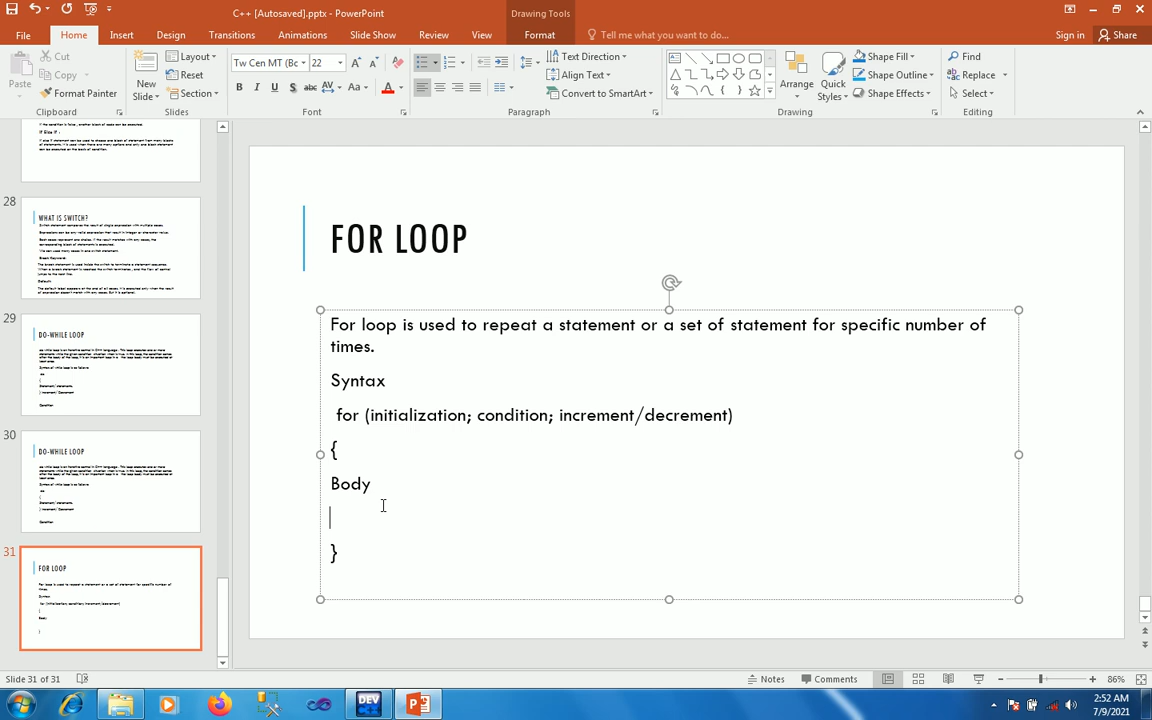 C++ [Autosaved].pptx - PowerPoint
Drawing Tools
File
Home
Insert
Design
Transitions
Animations
Slide Show
Review
View
Format
Tell me what you want to do...
Sign in
Share
Paste
Cut
Copy
Format Painter
Clipboard
New Slide
Layout
Reset
Section
Slides
Tw Cen MT (Bc
22
B I U S abc AV Aa A
Font
Text Direction
Align Text
Convert to SmartArt
Paragraph
Arrange
Quick Styles
Shape Fill
Shape Outline
Shape Effects
Drawing
Find
Replace
Select
Editing
28
WHAT IS SWITCH?
29
DO-WHILE LOOP
30
DO-WHILE LOOP
31
FOR LOOP
FOR LOOP
For loop is used to repeat a statement or a set of statement for specific number of
times.
Syntax
for (initialization; condition; increment/decrement)
{
Body
}
Slide 31 of 31
Notes
Comments
86%
DEV
2:52 AM
7/9/2021